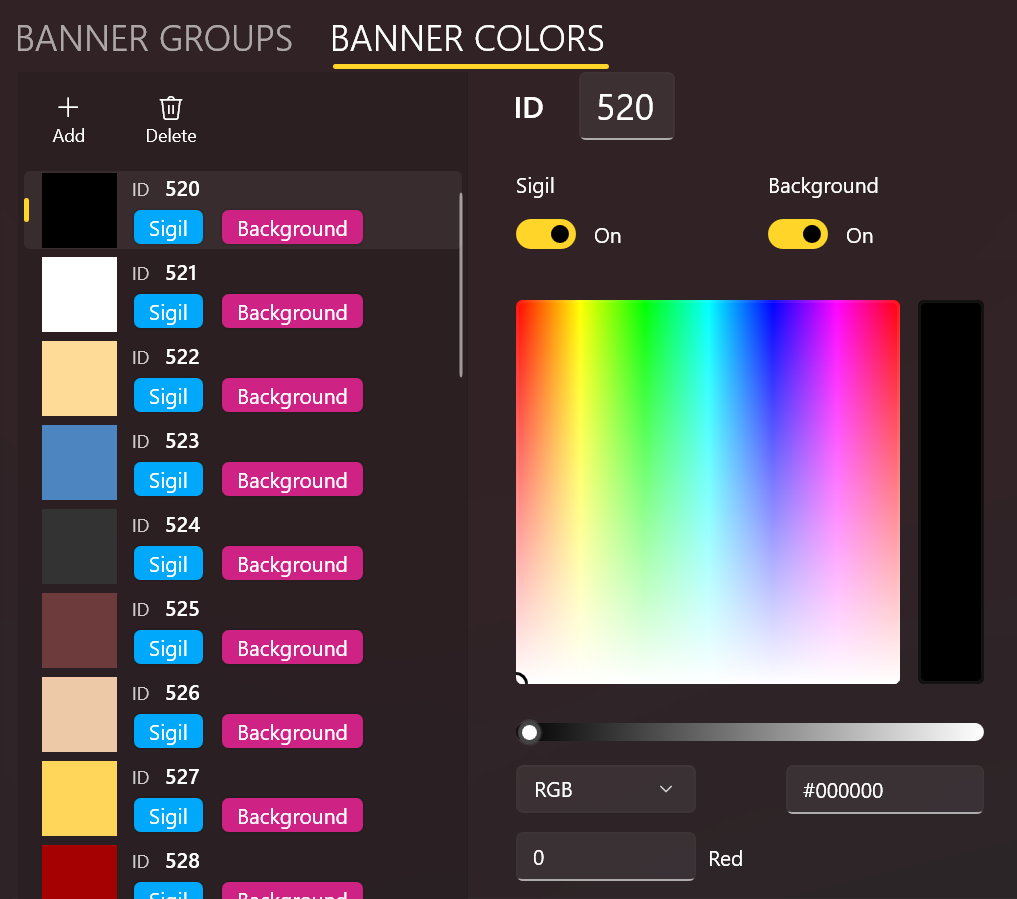 BANNER GROUPS BANNER COLORS
Add Delete
ID 520
Sigil Background
ID 521
Sigil Background
ID 522
Sigil Background
ID 523
Sigil Background
ID 524
Sigil Background
ID 525
Sigil Background
ID 526
Sigil Background
ID 527
Sigil Background
ID 528
Sigil Background
ID 520
Sigil Background
On On
RGB #000000
0 Red